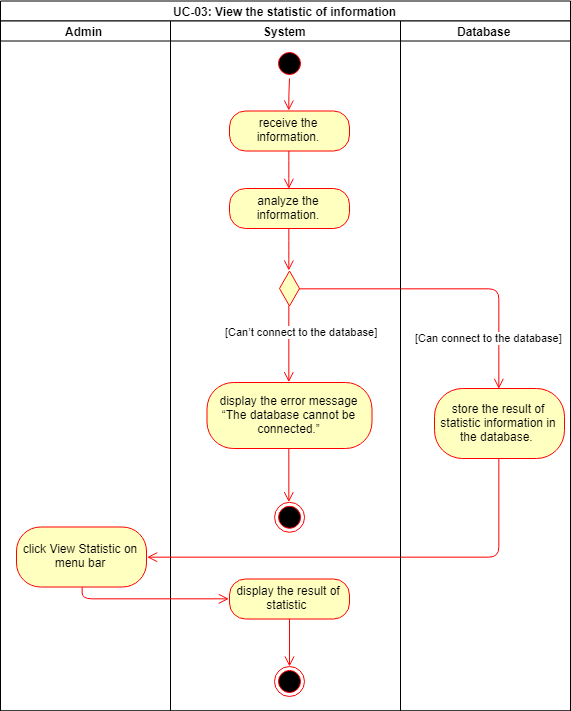 UC-03: View the statistic of information
Admin
System
Database
receive the
information.
analyze the
information.
[Can't connect to the database]
[Can connect to the database]
display the error message
“The database cannot be
connected.”
store the result of
statistic information in
the database.
click View Statistic on
menu bar
display the result of
statistic